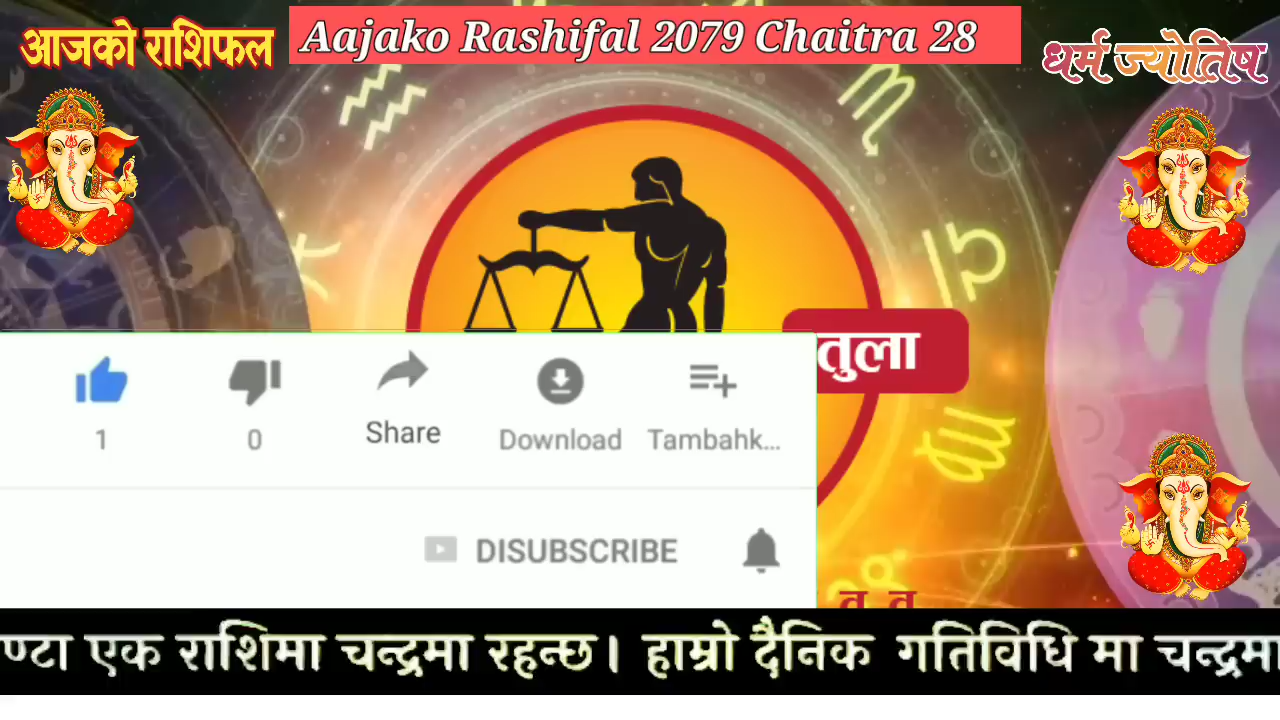 आजको राशिफल
Aajako Rashifal 2079 Chaitra 28
धर्म ज्योतिष
तुला
1
0
Share
Download
Tambahk...
DISUBSCRIBE
ण्टा एक राशिमा चन्द्रमा रहन्छ। हाम्रो दैनिक गतिविधि मा चन्द्रमा